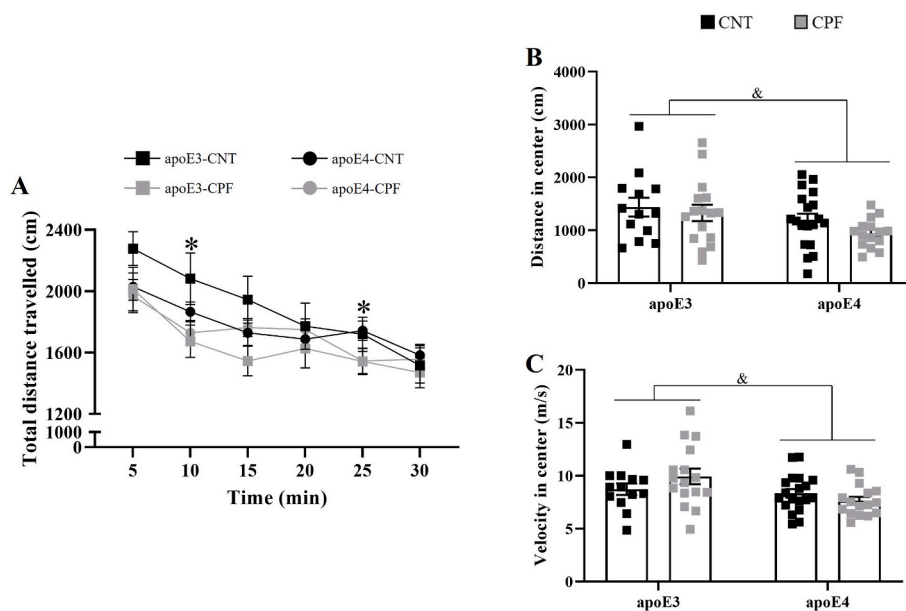 CNT CPF
B
4000
3000
2000
1000
0
Distance in center (cm)
&
apoE3 apoE4
apoE3-CNT apoE4-CNT
apoE3-CPF apoE4-CPF
A
2400
2000
1600
1200
1000
0
Total distance travelled (cm)
* *
5 10 15 20 25 30
Time (min)
C
20
15
10
5
0
Velocity in center (m/s)
&
apoE3 apoE4